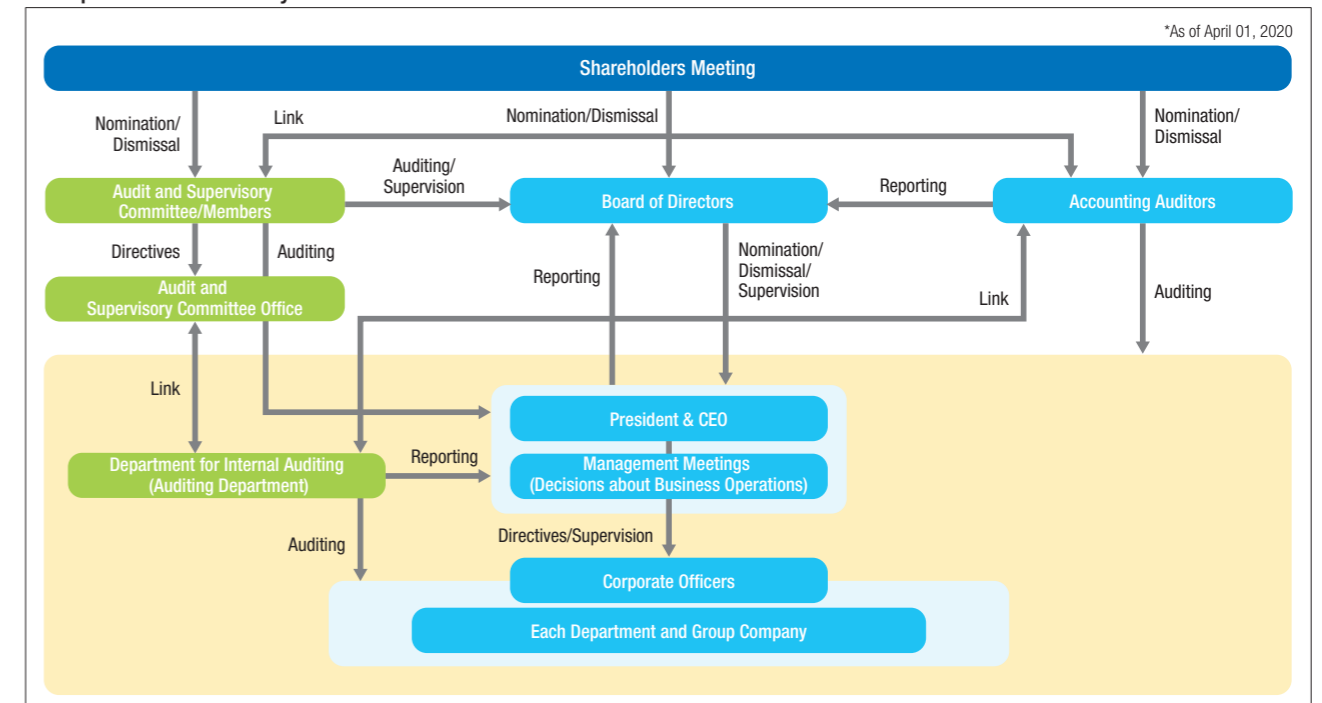 *As of April 01, 2020
Shareholders Meeting
Nomination/
Dismissal
Link
Nomination/Dismissal
Nomination/
Dismissal
Auditing/
Supervision
Reporting
Audit and Supervisory
Committee/Members
Board of Directors
Accounting Auditors
Directives
Auditing
Reporting
Nomination/
Dismissal/
Supervision
Link
Auditing
Audit and
Supervisory Committee Office
Link
President & CEO
Department for Internal Auditing
(Auditing Department)
Reporting
Management Meetings
(Decisions about Business Operations)
Auditing
Directives/Supervision
Corporate Officers
Each Department and Group Company